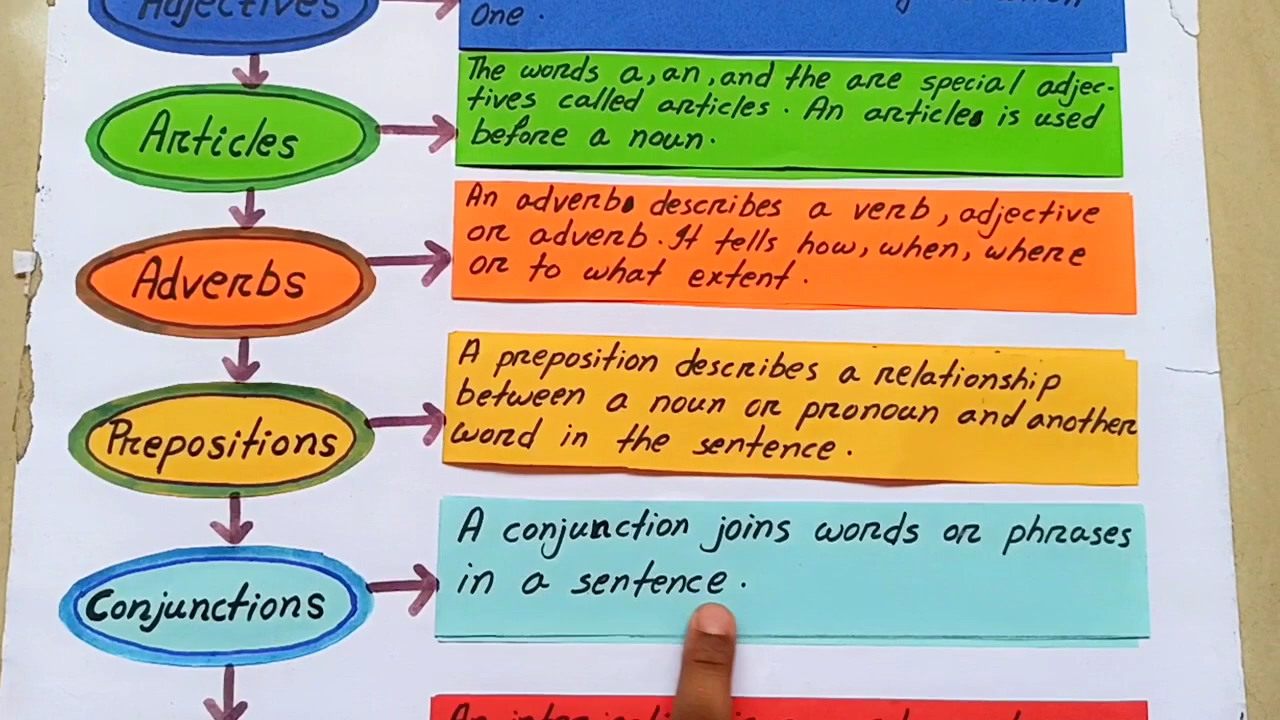 Adjectives
one.
Articles
The words a, an, and the are special adjec-
tives called articles. An articles is used
before a noun.
Adverbs
An adverb describes a verb, adjective
or adverb. It tells how, when, where
or to what extent.
Prepositions
A preposition describes a relationship
between a noun or pronoun and another
word in the sentence.
Conjunctions
A conjunction joins words or phrases
in a sentence.
An